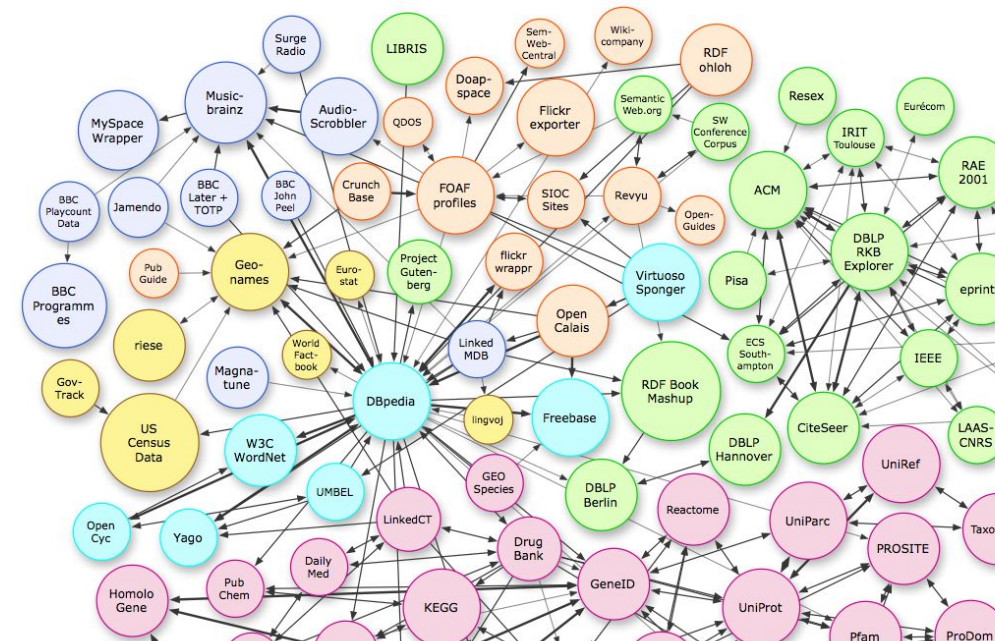 Surge
Radio
LIBRIS
Sem-
Web-
Central
Wiki-
company
RDF
ohloh
Doap-
space
Music-
brainz
MySpace
Wrapper
Audio-
Scrobbler
QDOS
Flickr
exporter
Semantic
Web.org
SW
Conference
Corpus
Resex
Eurécom
IRIT
Toulouse
RAE
2001
ACM
BBC
Playcount
Data
Jamendo
BBC
Later +
TOTP
BBC
John
Peel
Crunch
Base
FOAF
profiles
SIOC
Sites
Revyu
Open-
Guides
DBLP
RKB
Explorer
Pub
Guide
Geo-
names
Euro-
stat
Project
Guten-
berg
flickr
wrappr
Virtuoso
Sponger
Pisa
eprint
BBC
Programm
es
riese
World
Fact-
book
Linked
MDB
Open
Calais
ECS
South-
ampton
IEEE
Gov-
Track
Magna-
tune
DBpedia
lingvoj
Freebase
RDF Book
Mashup
CiteSeer
LAAS-
CNRS
US
Census
Data
W3C
WordNet
DBLP
Hannover
UniRef
UMBEL
GEO
Species
DBLP
Berlin
Reactome
UniParc
Open
Cyc
Yago
LinkedCT
Drug
Bank
PROSITE
Taxo
Daily
Med
Homolo
Gene
Pub
Chem
KEGG
GeneID
UniProt
Pfam
ProDom